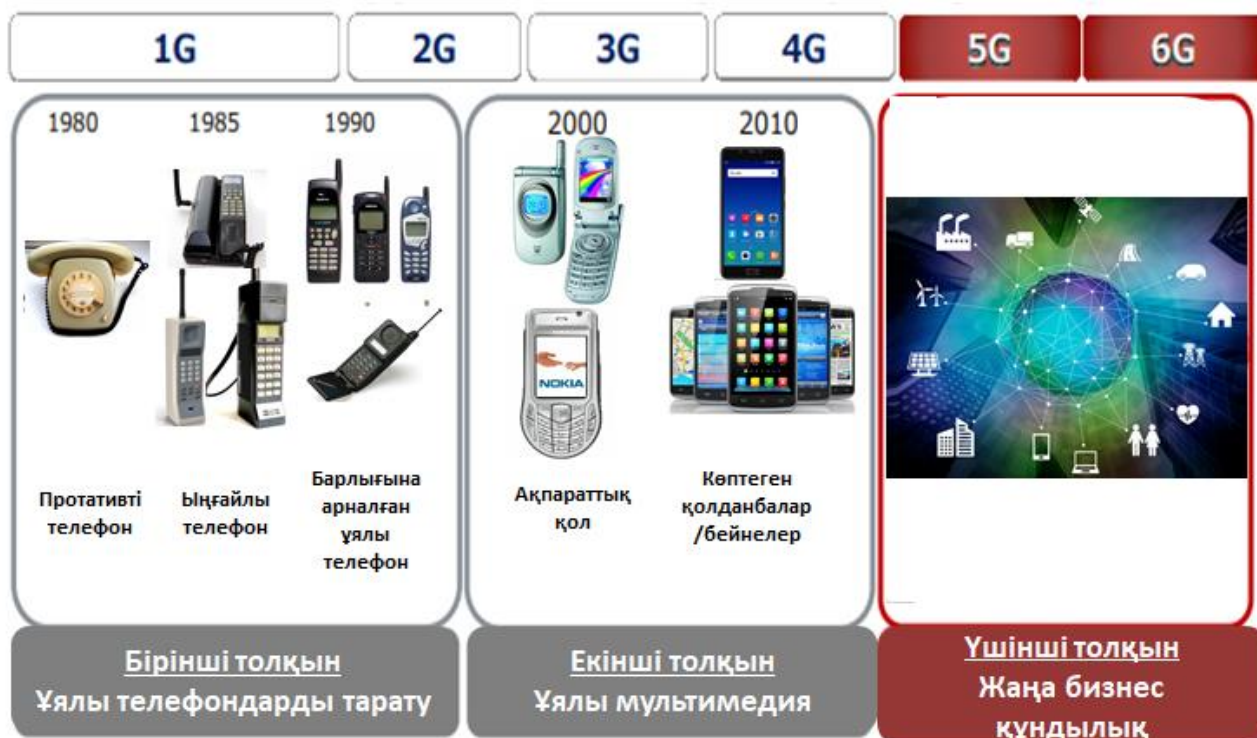 1G
2G
3G
4G
5G
6G
1980
1985
1990
Протативті
телефон
Ыңғайлы
телефон
Барлығына
арналған
ұялы
телефон
2000
2010
NOKIA
Ақпараттық
қол
Көптеген
қолданбалар
/бейнелер
Бірінші толқын
Ұялы телефондарды тарату
Екінші толқын
Ұялы мультимедия
Үшінші толқын
Жаңа бизнес
құндылық